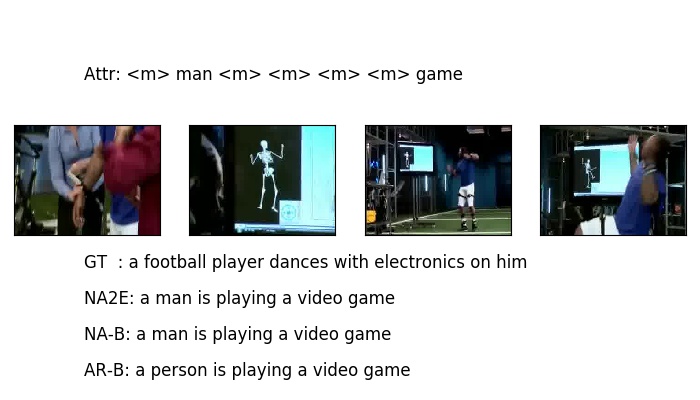 Attr: <m> man <m> <m> <m> <m> game
GT : a football player dances with electronics on him
NA2E: a man is playing a video game
NA-B: a man is playing a video game
AR-B: a person is playing a video game